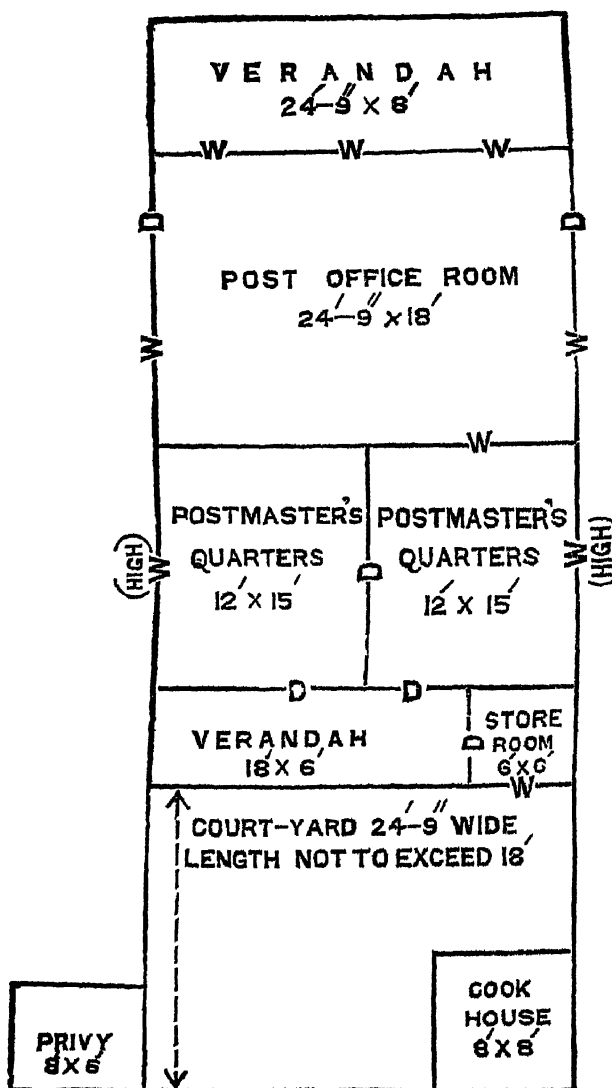 VERANDAH
24'-9" X 8'
W W W
D D
POST OFFICE ROOM
24'-9" X 18'
W W
W
POSTMASTER'S POSTMASTER'S
(HIGH) W QUARTERS D QUARTERS W (HIGH)
12' X 15' 12' X 15'
D D
VERANDAH D STORE
18' X 6' ROOM
6' X 6'
W
COURT-YARD 24'-9" WIDE
LENGTH NOT TO EXCEED 18'
PRIVY
8' X 6'
COOK
HOUSE
8' X 8'